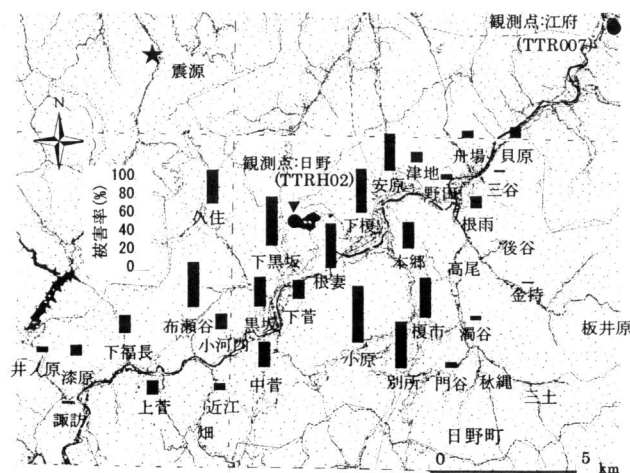 観測点:江府
(TTR007)
震源
N
観測点:日野
(TTRH02)
被害率(%)
100
80
60
40
20
0
久住
安原
津地
舟場
貝原
野田
三谷
下榎
根雨
下黒坂
根妻
本郷
後谷
高尾
金持
板井原
布瀬谷
黒坂
下菅
小河内
榎市
濁谷
小原
下福長
井ノ原
漆原
中菅
別所
門谷
秋縄
三土
諏訪
上菅
近江
畑
日野町
0 5 km